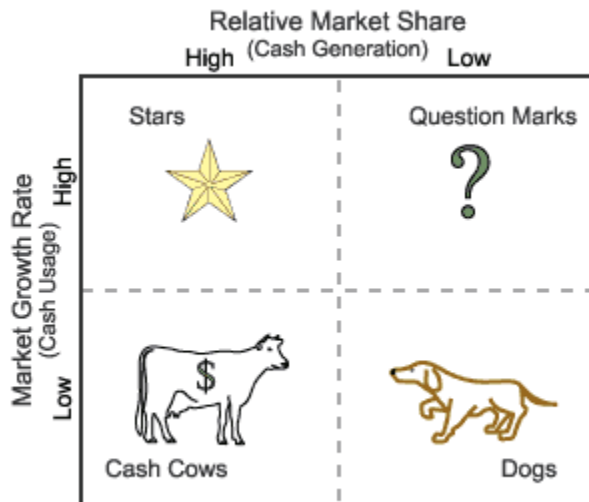 Relative Market Share
(Cash Generation)
High
Low
Stars
Question Marks
?
Market Growth Rate
(Cash Usage)
High
Low
$
Cash Cows
Dogs